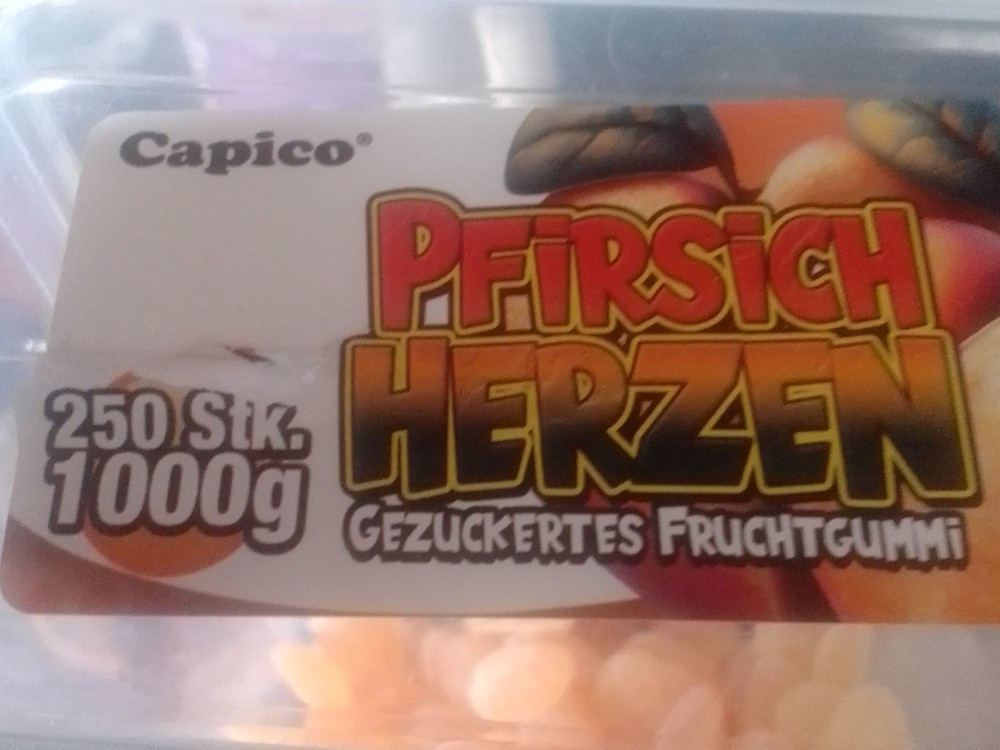 Capico®
PFiRSiCH
HERZEN
250 Stk.
1000g
GEZUCKERTES FRUCHTGUMMi